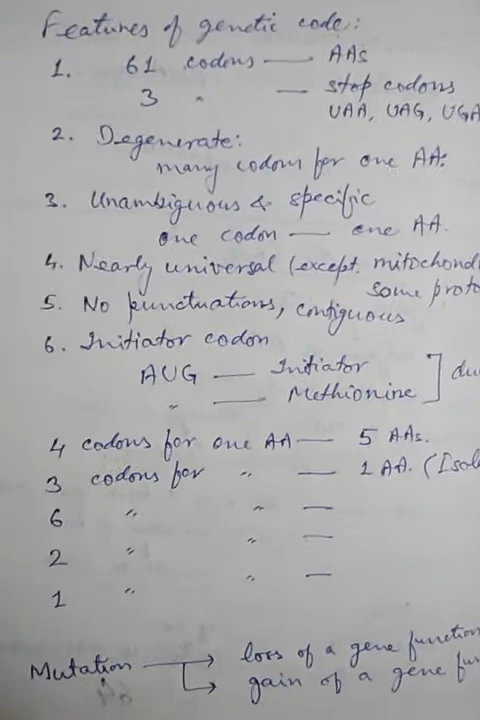 Features of genetic code:
1. 61 codons — AAs
3 " — stop codons
UAA, UAG, UGA
2. Degenerate:
many codons for one AA:
3. Unambiguous & specific
one codon — one AA.
4. Nearly universal (except. mitochond
some proto
5. No punctuations, contiguous
6. Initiator codon
AUG — Initiator
" — Methionine ] du
4 codons for one AA — 5 AAs.
3 codons for " — 1 AA. (Isol
6 " " —
2 " " —
1 " " —
Mutation → loss of a gene function
→ gain of a gene fun